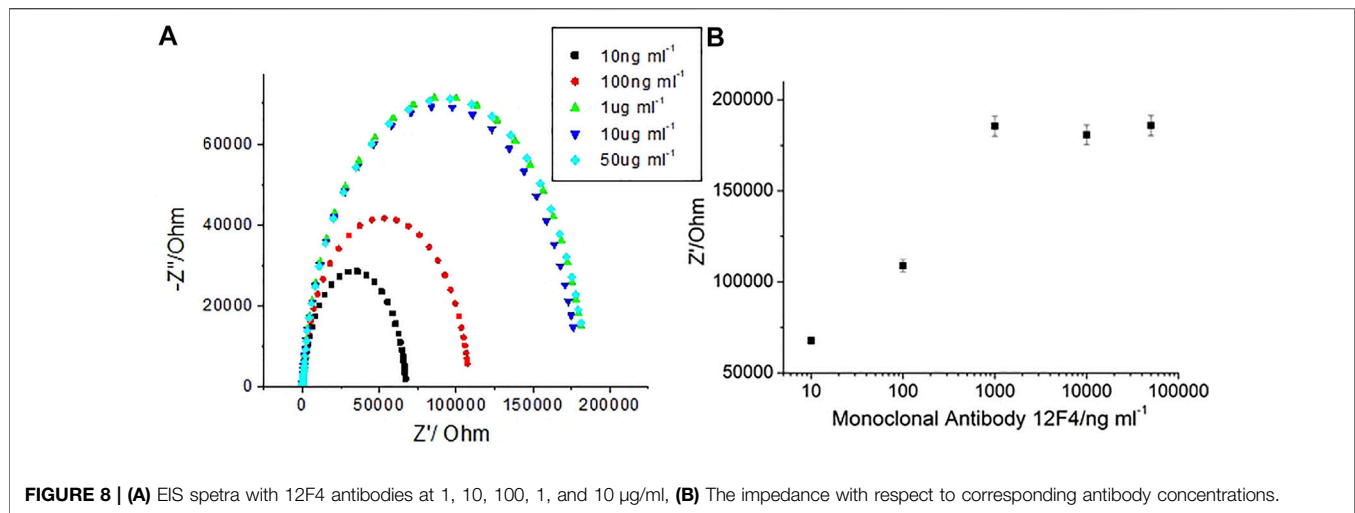 A
10ng ml⁻¹
100ng ml⁻¹
1ug ml⁻¹
10ug ml⁻¹
50ug ml⁻¹
-Z''/Ohm
60000
40000
20000
0
0
50000
100000
150000
200000
Z'/ Ohm
B
Z'/Ohm
200000
150000
100000
50000
10
100
1000
10000
100000
Monoclonal Antibody 12F4/ng ml⁻¹
FIGURE 8 | (A) EIS spetra with 12F4 antibodies at 1, 10, 100, 1, and 10 µg/ml, (B) The impedance with respect to corresponding antibody concentrations.